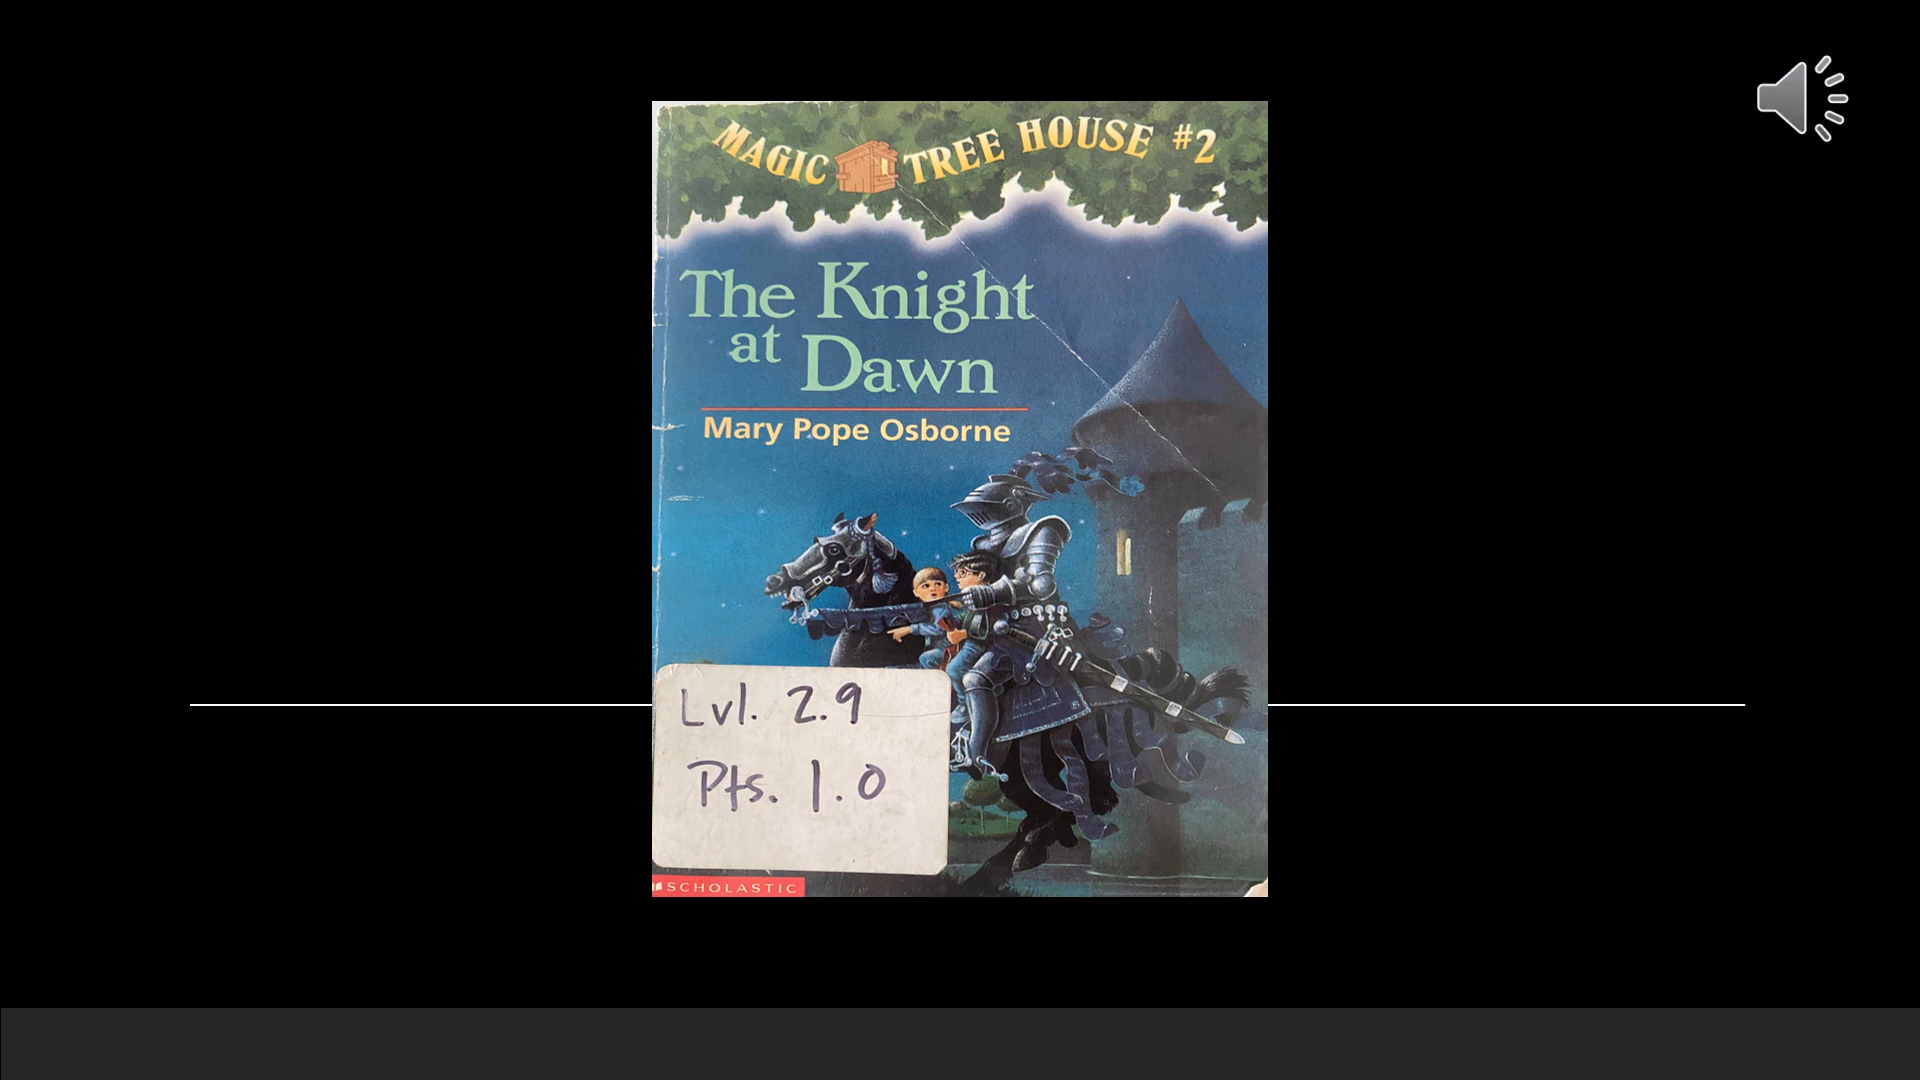 MAGIC TREE HOUSE #2
The Knight
at Dawn
Mary Pope Osborne
Lvl. 2.9
Pts. 1.0
SCHOLASTIC